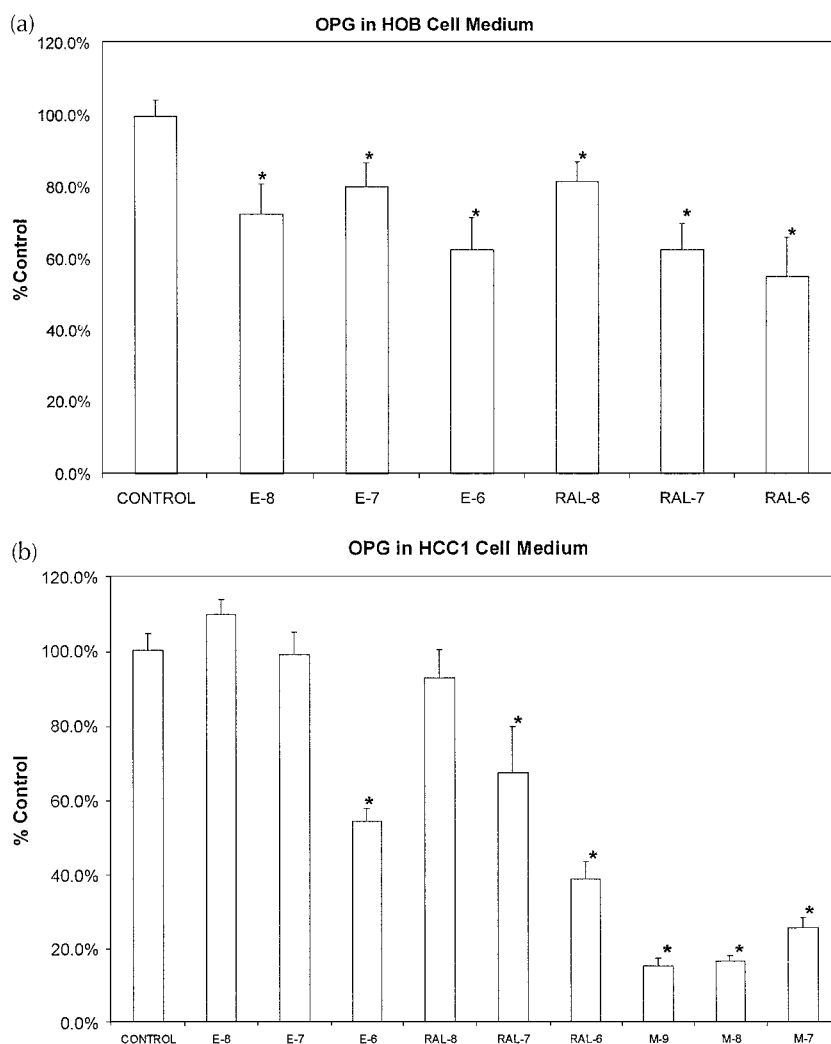 (a)
OPG in HOB Cell Medium
120.0%
100.0%
80.0%
60.0%
40.0%
20.0%
0.0%
% Control
* * * * * *
CONTROL E-8 E-7 E-6 RAL-8 RAL-7 RAL-6
(b)
OPG in HCC1 Cell Medium
120.0%
100.0%
80.0%
60.0%
40.0%
20.0%
0.0%
% Control
* * * * * *
CONTROL E-8 E-7 E-6 RAL-8 RAL-7 RAL-6 M-9 M-8 M-7